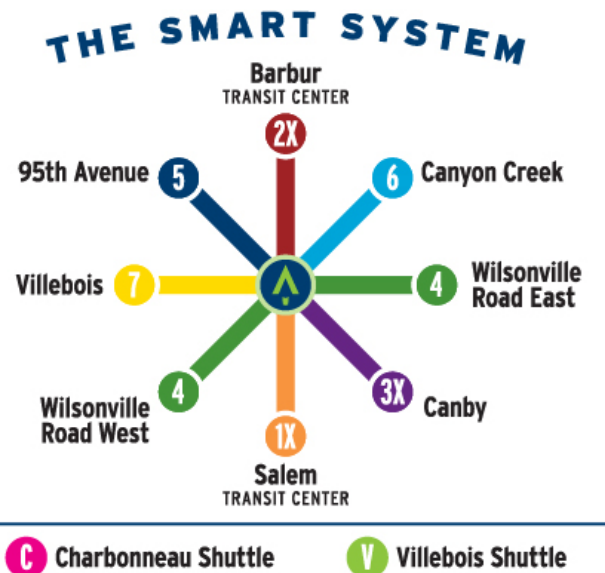 THE SMART SYSTEM
Barbur
TRANSIT CENTER
2X
95th Avenue 5
6 Canyon Creek
Villebois 7
4 Wilsonville
Road East
4
Wilsonville
Road West
3X Canby
1X
Salem
TRANSIT CENTER
C Charbonneau Shuttle
V Villebois Shuttle